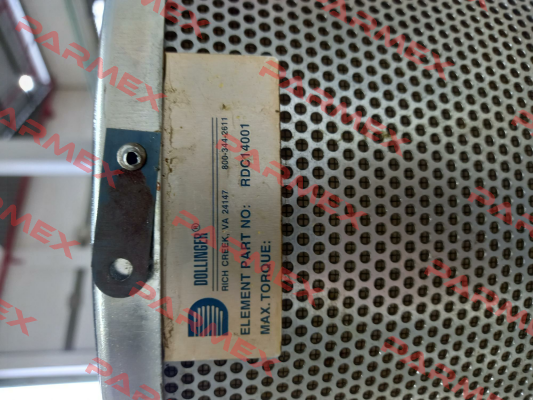 DOLLINGER®
RICH CREEK, VA 24147 800-344-2611
ELEMENT PART NO: RDC14001
MAX. TORQUE:
PARMEX